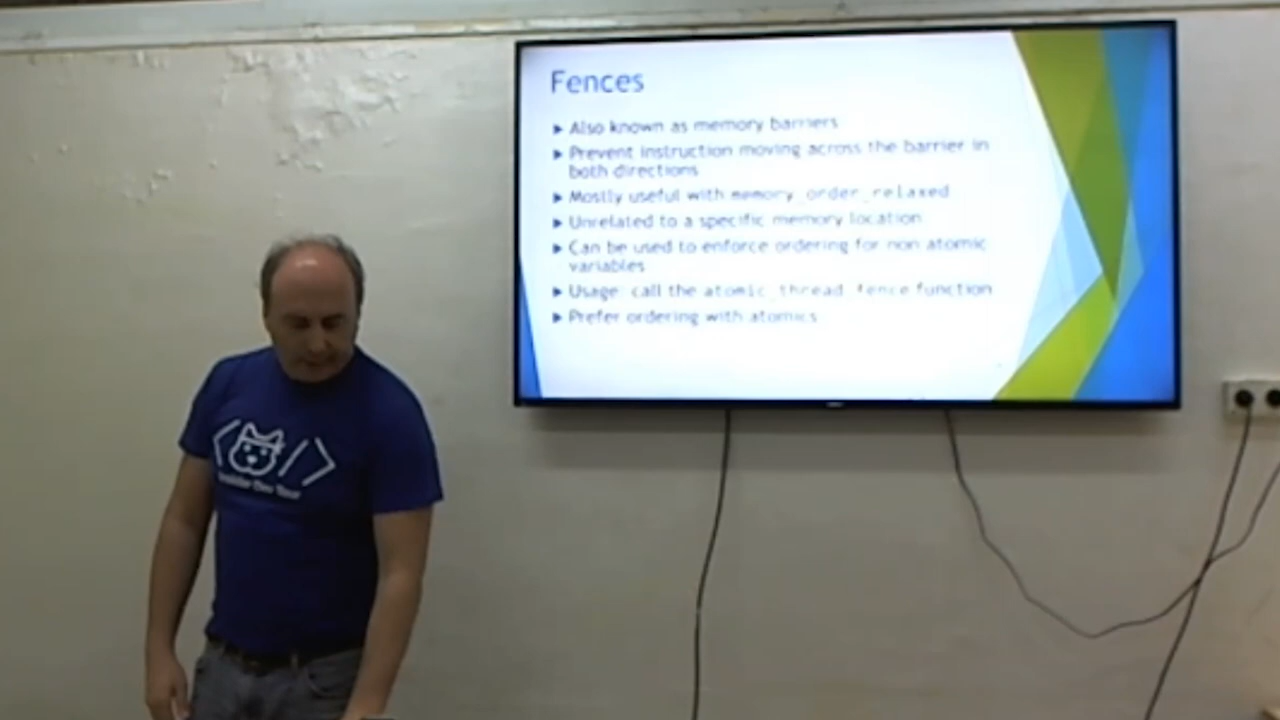 Fences
Also known as memory barriers
Prevent instruction moving across the barrier in
both directions
Mostly useful with memory_order_relaxed
Unrelated to a specific memory location
Can be used to enforce ordering for non atomic
variables
Usage: call the atomic_thread_fence function
Prefer ordering with atomics
Dev Tour